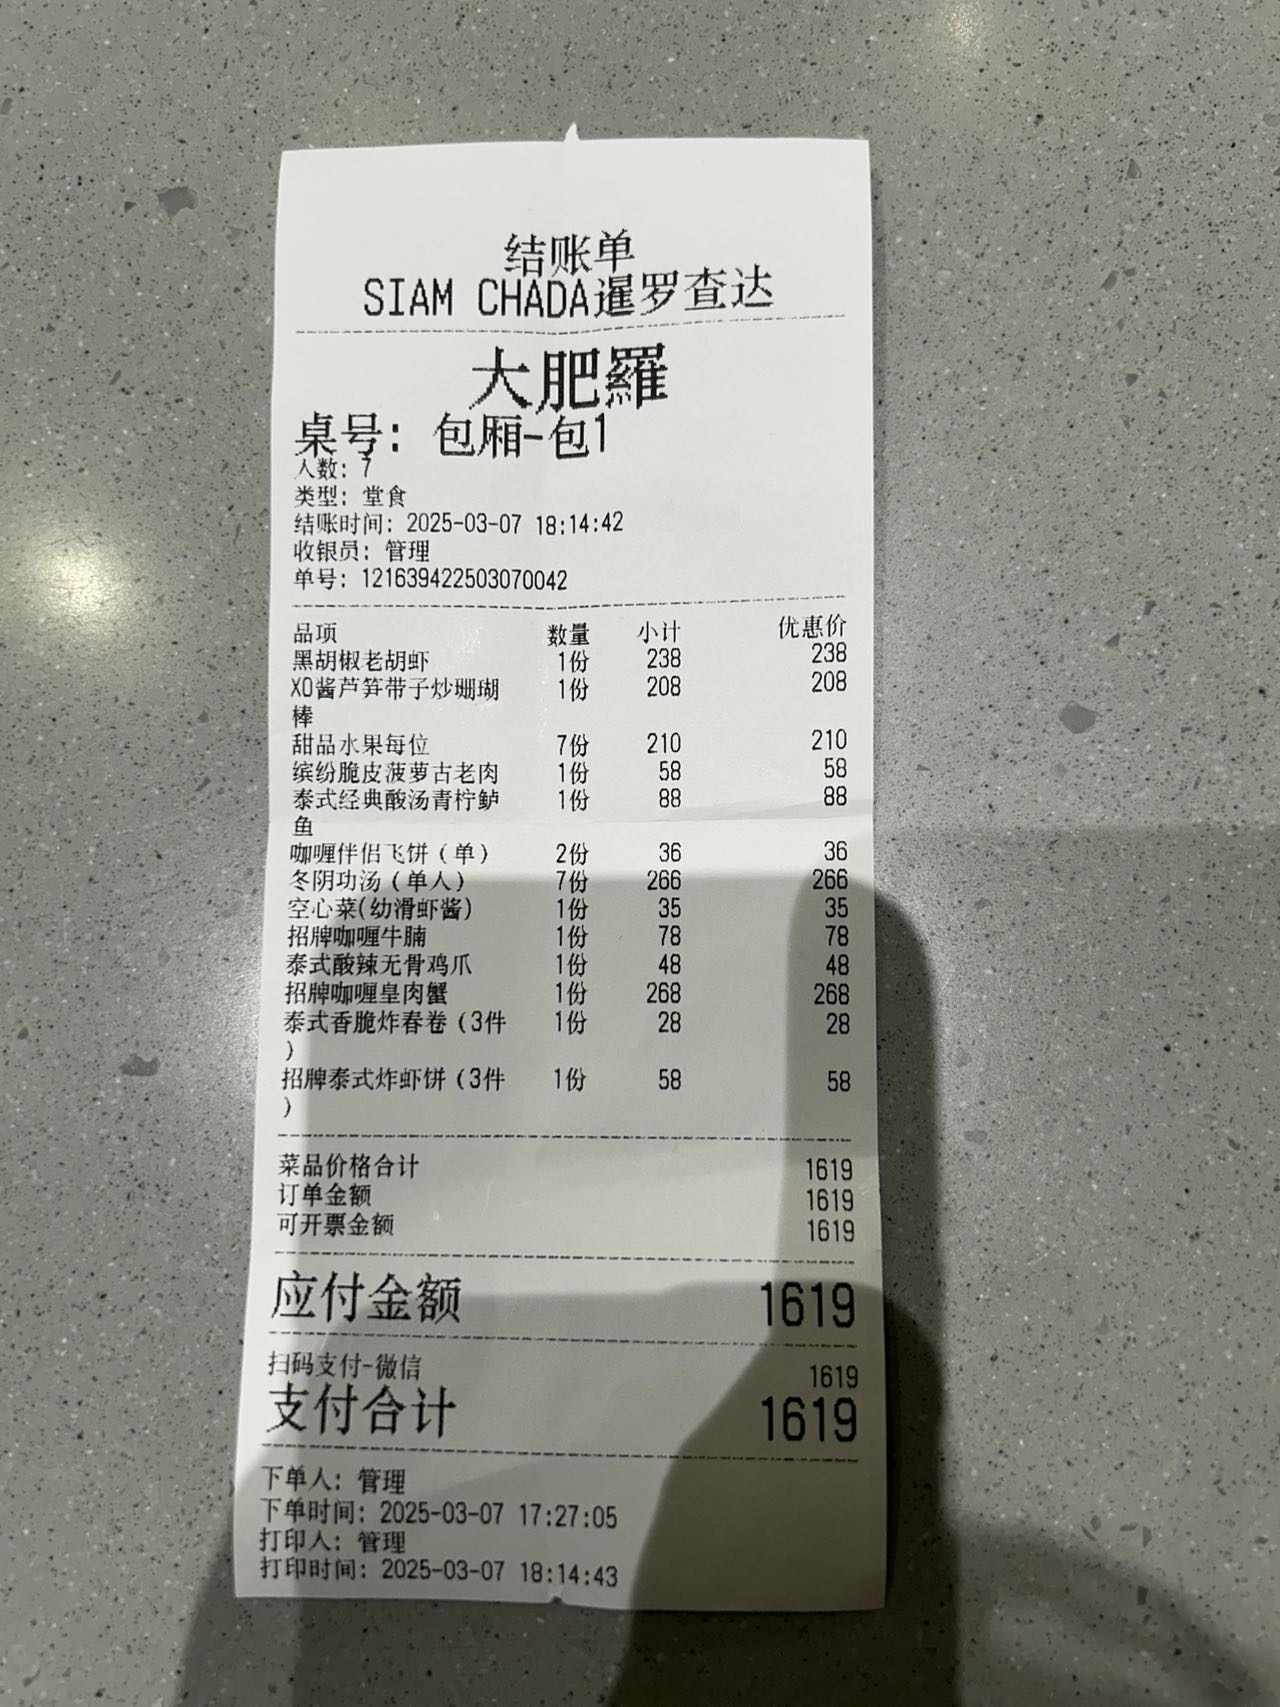 结账单
SIAM CHADA暹罗查达
大肥羅
桌号: 包厢-包1
人数: 7
类型: 堂食
结账时间: 2025-03-07 18:14:42
收银员: 管理
单号: 121639422503070042
品项 数量 小计 优惠价
黑胡椒老胡虾 1份 238 238
XO酱芦笋带子炒珊瑚 1份 208 208
棒
甜品水果每位 7份 210 210
缤纷脆皮菠萝古老肉 1份 58 58
泰式经典酸汤青柠鲈 1份 88 88
鱼
咖喱伴侣飞饼(单) 2份 36 36
冬阴功汤(单人) 7份 266 266
空心菜(幼滑虾酱) 1份 35 35
招牌咖喱牛腩 1份 78 78
泰式酸辣无骨鸡爪 1份 48 48
招牌咖喱皇肉蟹 1份 268 268
泰式香脆炸春卷(3件 1份 28 28
)
招牌泰式炸虾饼(3件 1份 58 58
)
菜品价格合计 1619
订单金额 1619
可开票金额 1619
应付金额 1619
扫码支付-微信 1619
支付合计 1619
下单人: 管理
下单时间: 2025-03-07 17:27:05
打印人: 管理
打印时间: 2025-03-07 18:14:43